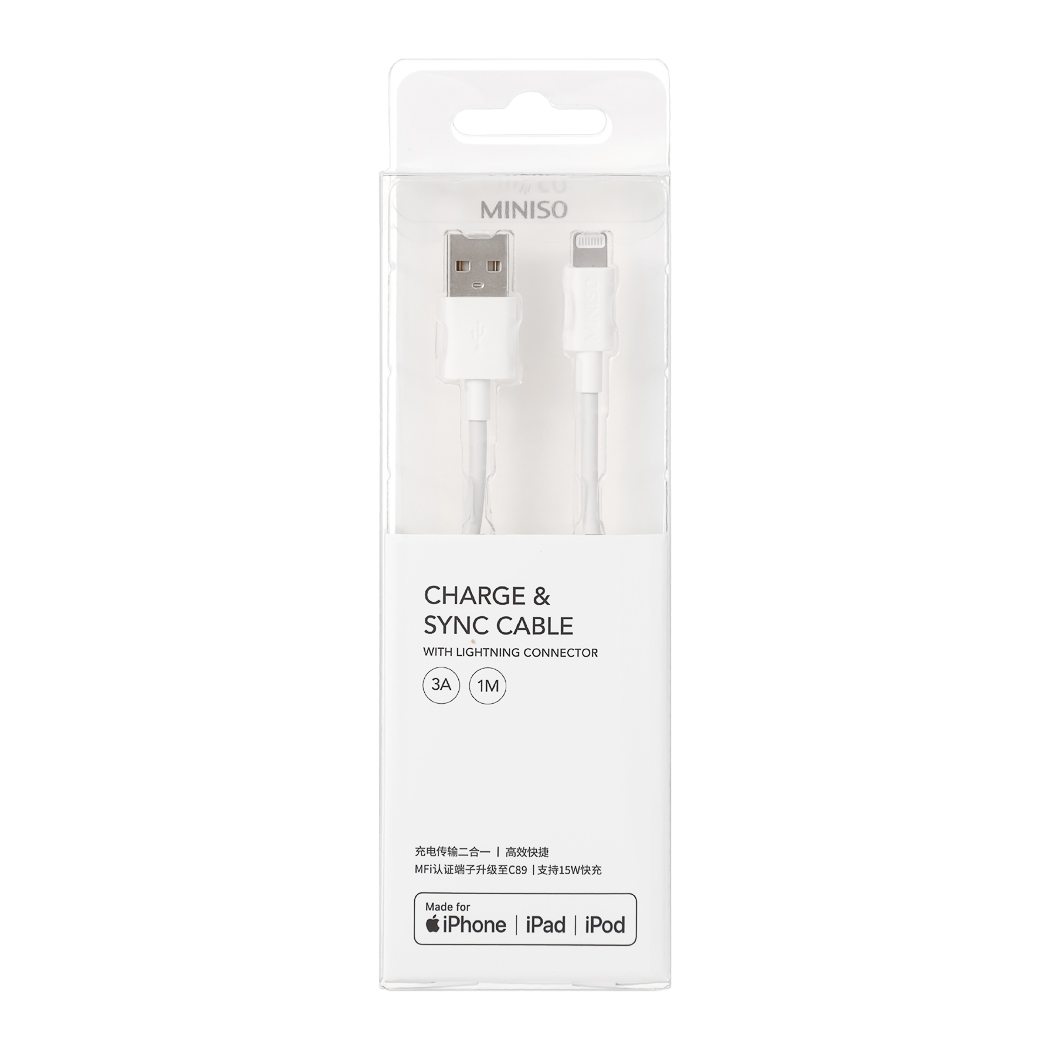 MINISO
CHARGE &
SYNC CABLE
WITH LIGHTNING CONNECTOR
3A 1M
充电传输二合一 | 高效快捷
MFi认证端子升级至C89 | 支持15W快充
Made for
iPhone | iPad | iPod